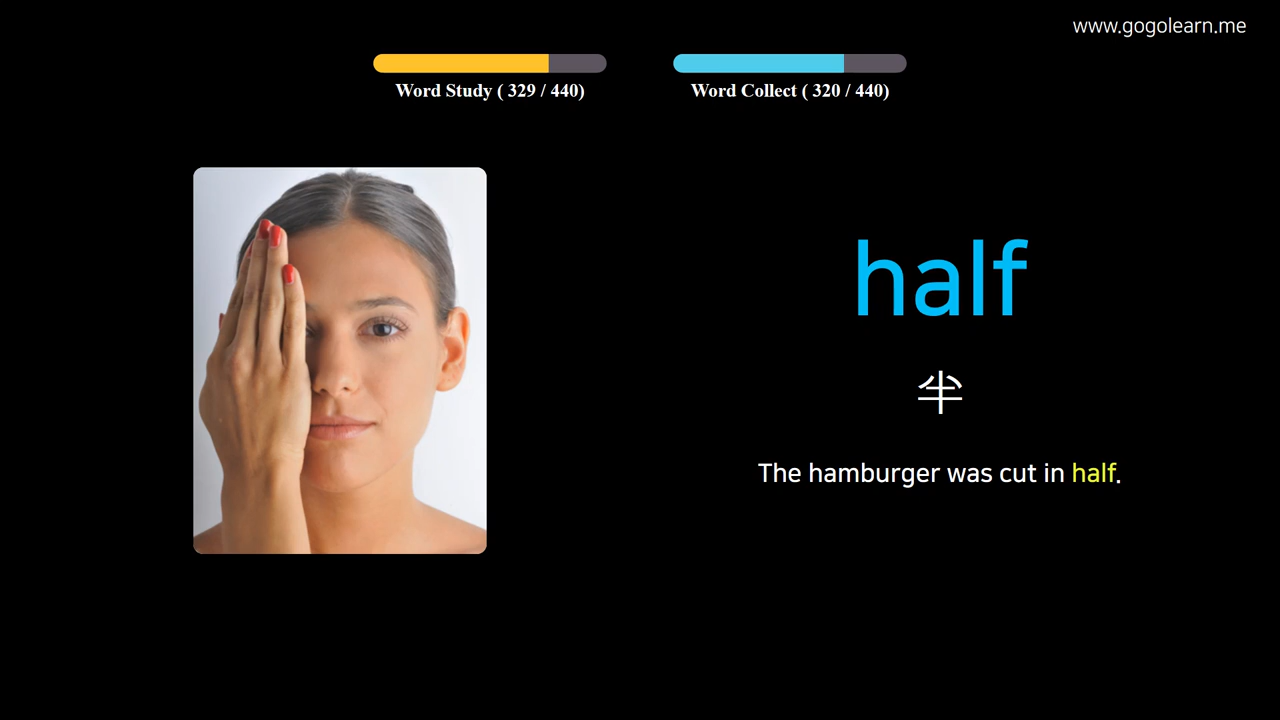 www.gogolearn.me
Word Study ( 329 / 440)
Word Collect ( 320 / 440)
half
半
The hamburger was cut in half.